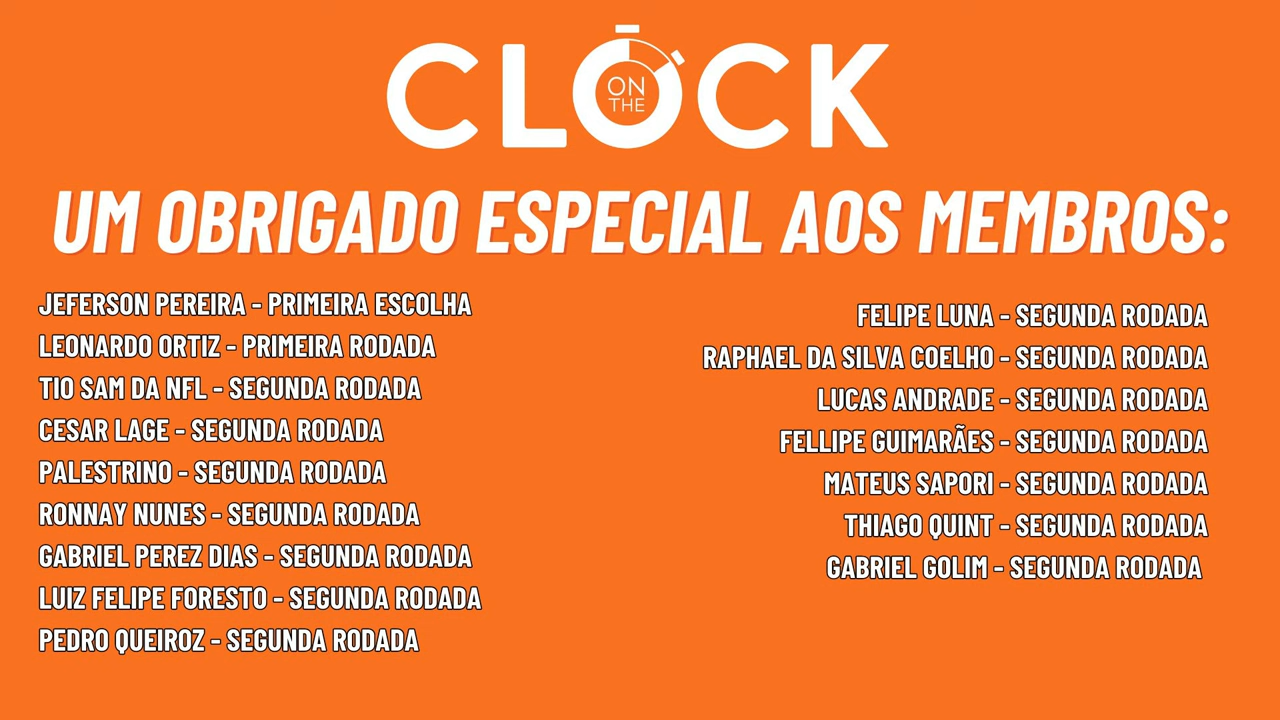 CLOCK
ON
THE
UM OBRIGADO ESPECIAL AOS MEMBROS:
JEFERSON PEREIRA - PRIMEIRA ESCOLHA
LEONARDO ORTIZ - PRIMEIRA RODADA
TIO SAM DA NFL - SEGUNDA RODADA
CESAR LAGE - SEGUNDA RODADA
PALESTRINO - SEGUNDA RODADA
RONNAY NUNES - SEGUNDA RODADA
GABRIEL PEREZ DIAS - SEGUNDA RODADA
LUIZ FELIPE FORESTO - SEGUNDA RODADA
PEDRO QUEIROZ - SEGUNDA RODADA
FELIPE LUNA - SEGUNDA RODADA
RAPHAEL DA SILVA COELHO - SEGUNDA RODADA
LUCAS ANDRADE - SEGUNDA RODADA
FELLIPE GUIMARÃES - SEGUNDA RODADA
MATEUS SAPORI - SEGUNDA RODADA
THIAGO QUINT - SEGUNDA RODADA
GABRIEL GOLIM - SEGUNDA RODADA